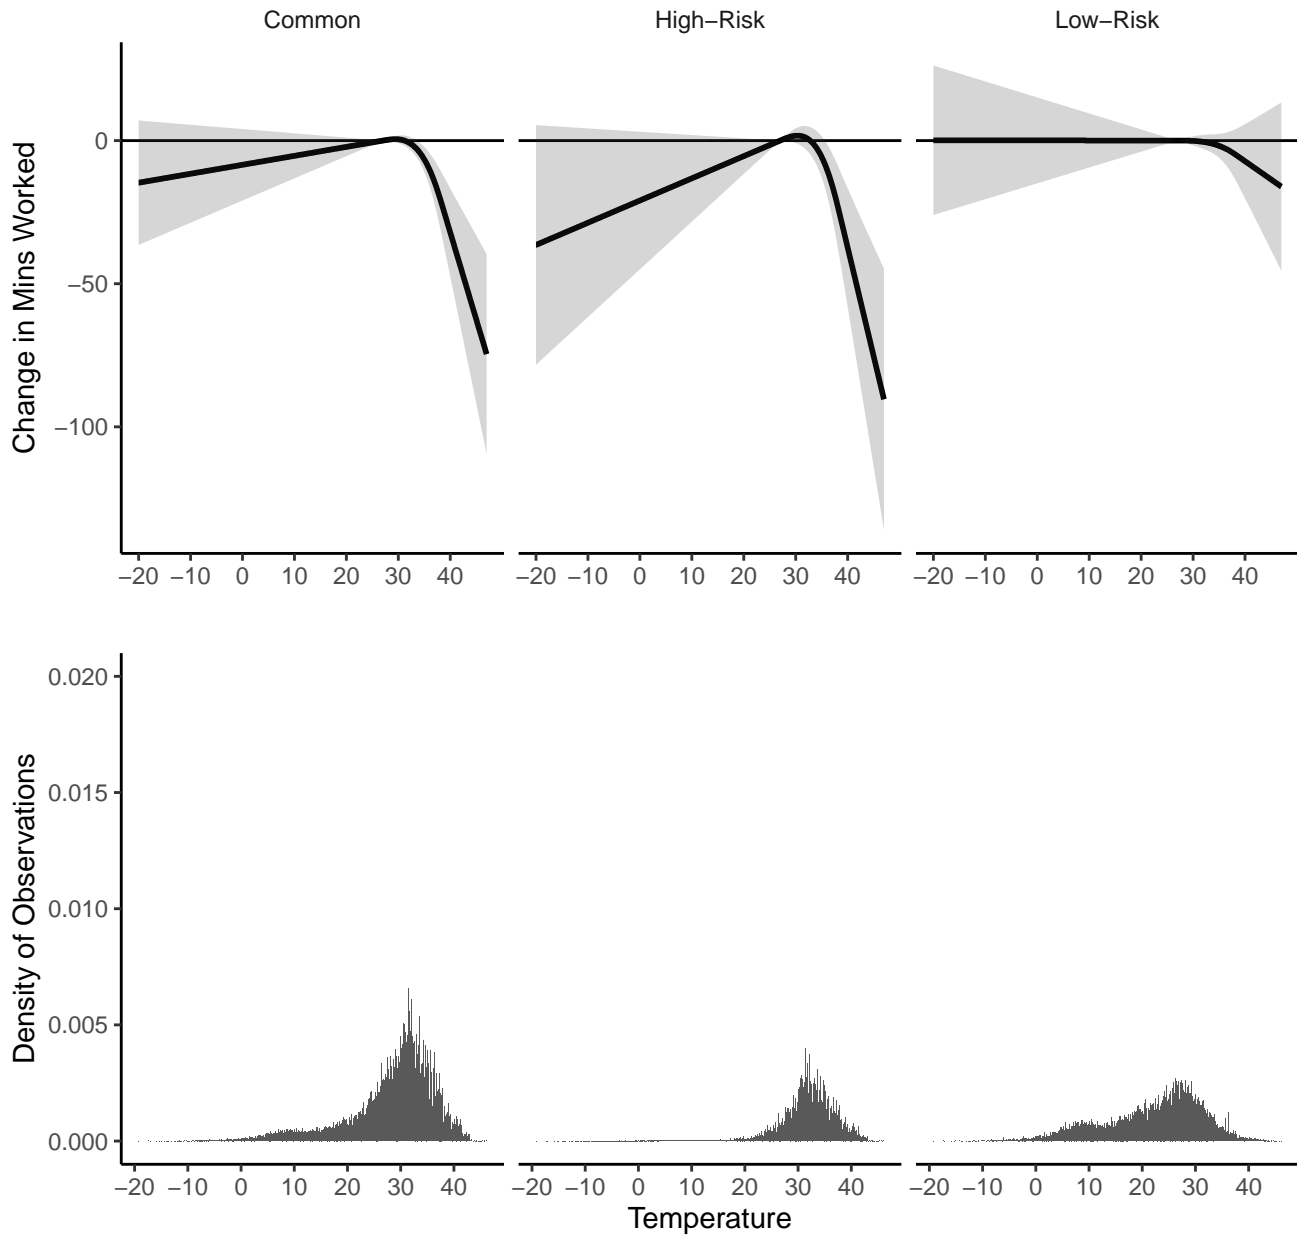 Common High−Risk Low−Risk
Change in Mins Worked
0
−50
−100
−20 −10 0 10 20 30 40 −20 −10 0 10 20 30 40 −20 −10 0 10 20 30 40
Density of Observations
0.020
0.015
0.010
0.005
0.000
−20 −10 0 10 20 30 40 −20 −10 0 10 20 30 40 −20 −10 0 10 20 30 40
Temperature